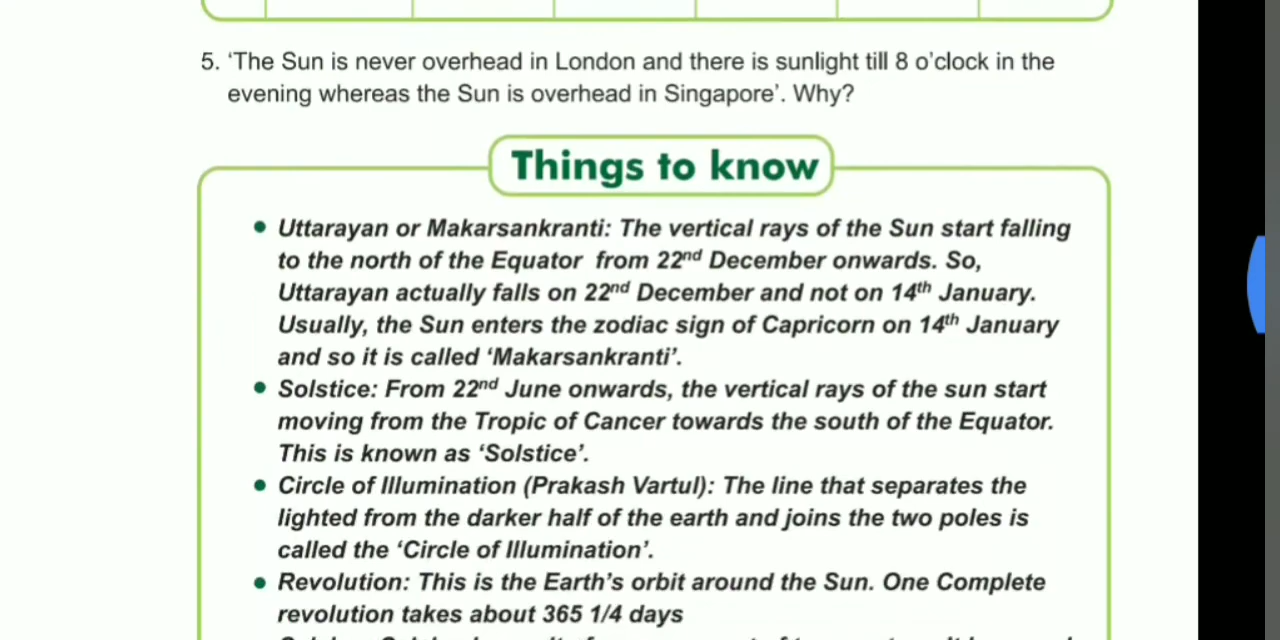 5. ‘The Sun is never overhead in London and there is sunlight till 8 o’clock in the
evening whereas the Sun is overhead in Singapore’. Why?
Things to know
• Uttarayan or Makarsankranti: The vertical rays of the Sun start falling
to the north of the Equator from 22nd December onwards. So,
Uttarayan actually falls on 22nd December and not on 14th January.
Usually, the Sun enters the zodiac sign of Capricorn on 14th January
and so it is called ‘Makarsankranti’.
• Solstice: From 22nd June onwards, the vertical rays of the sun start
moving from the Tropic of Cancer towards the south of the Equator.
This is known as ‘Solstice’.
• Circle of Illumination (Prakash Vartul): The line that separates the
lighted from the darker half of the earth and joins the two poles is
called the ‘Circle of Illumination’.
• Revolution: This is the Earth’s orbit around the Sun. One Complete
revolution takes about 365 1/4 days